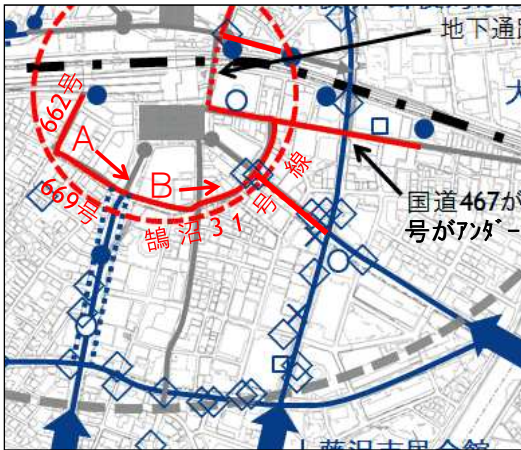 地下通路
大
662号
A
B
669号
鵠沼31号線
国道467が
号がｱﾝﾀﾞｰ
藤沢市民会館